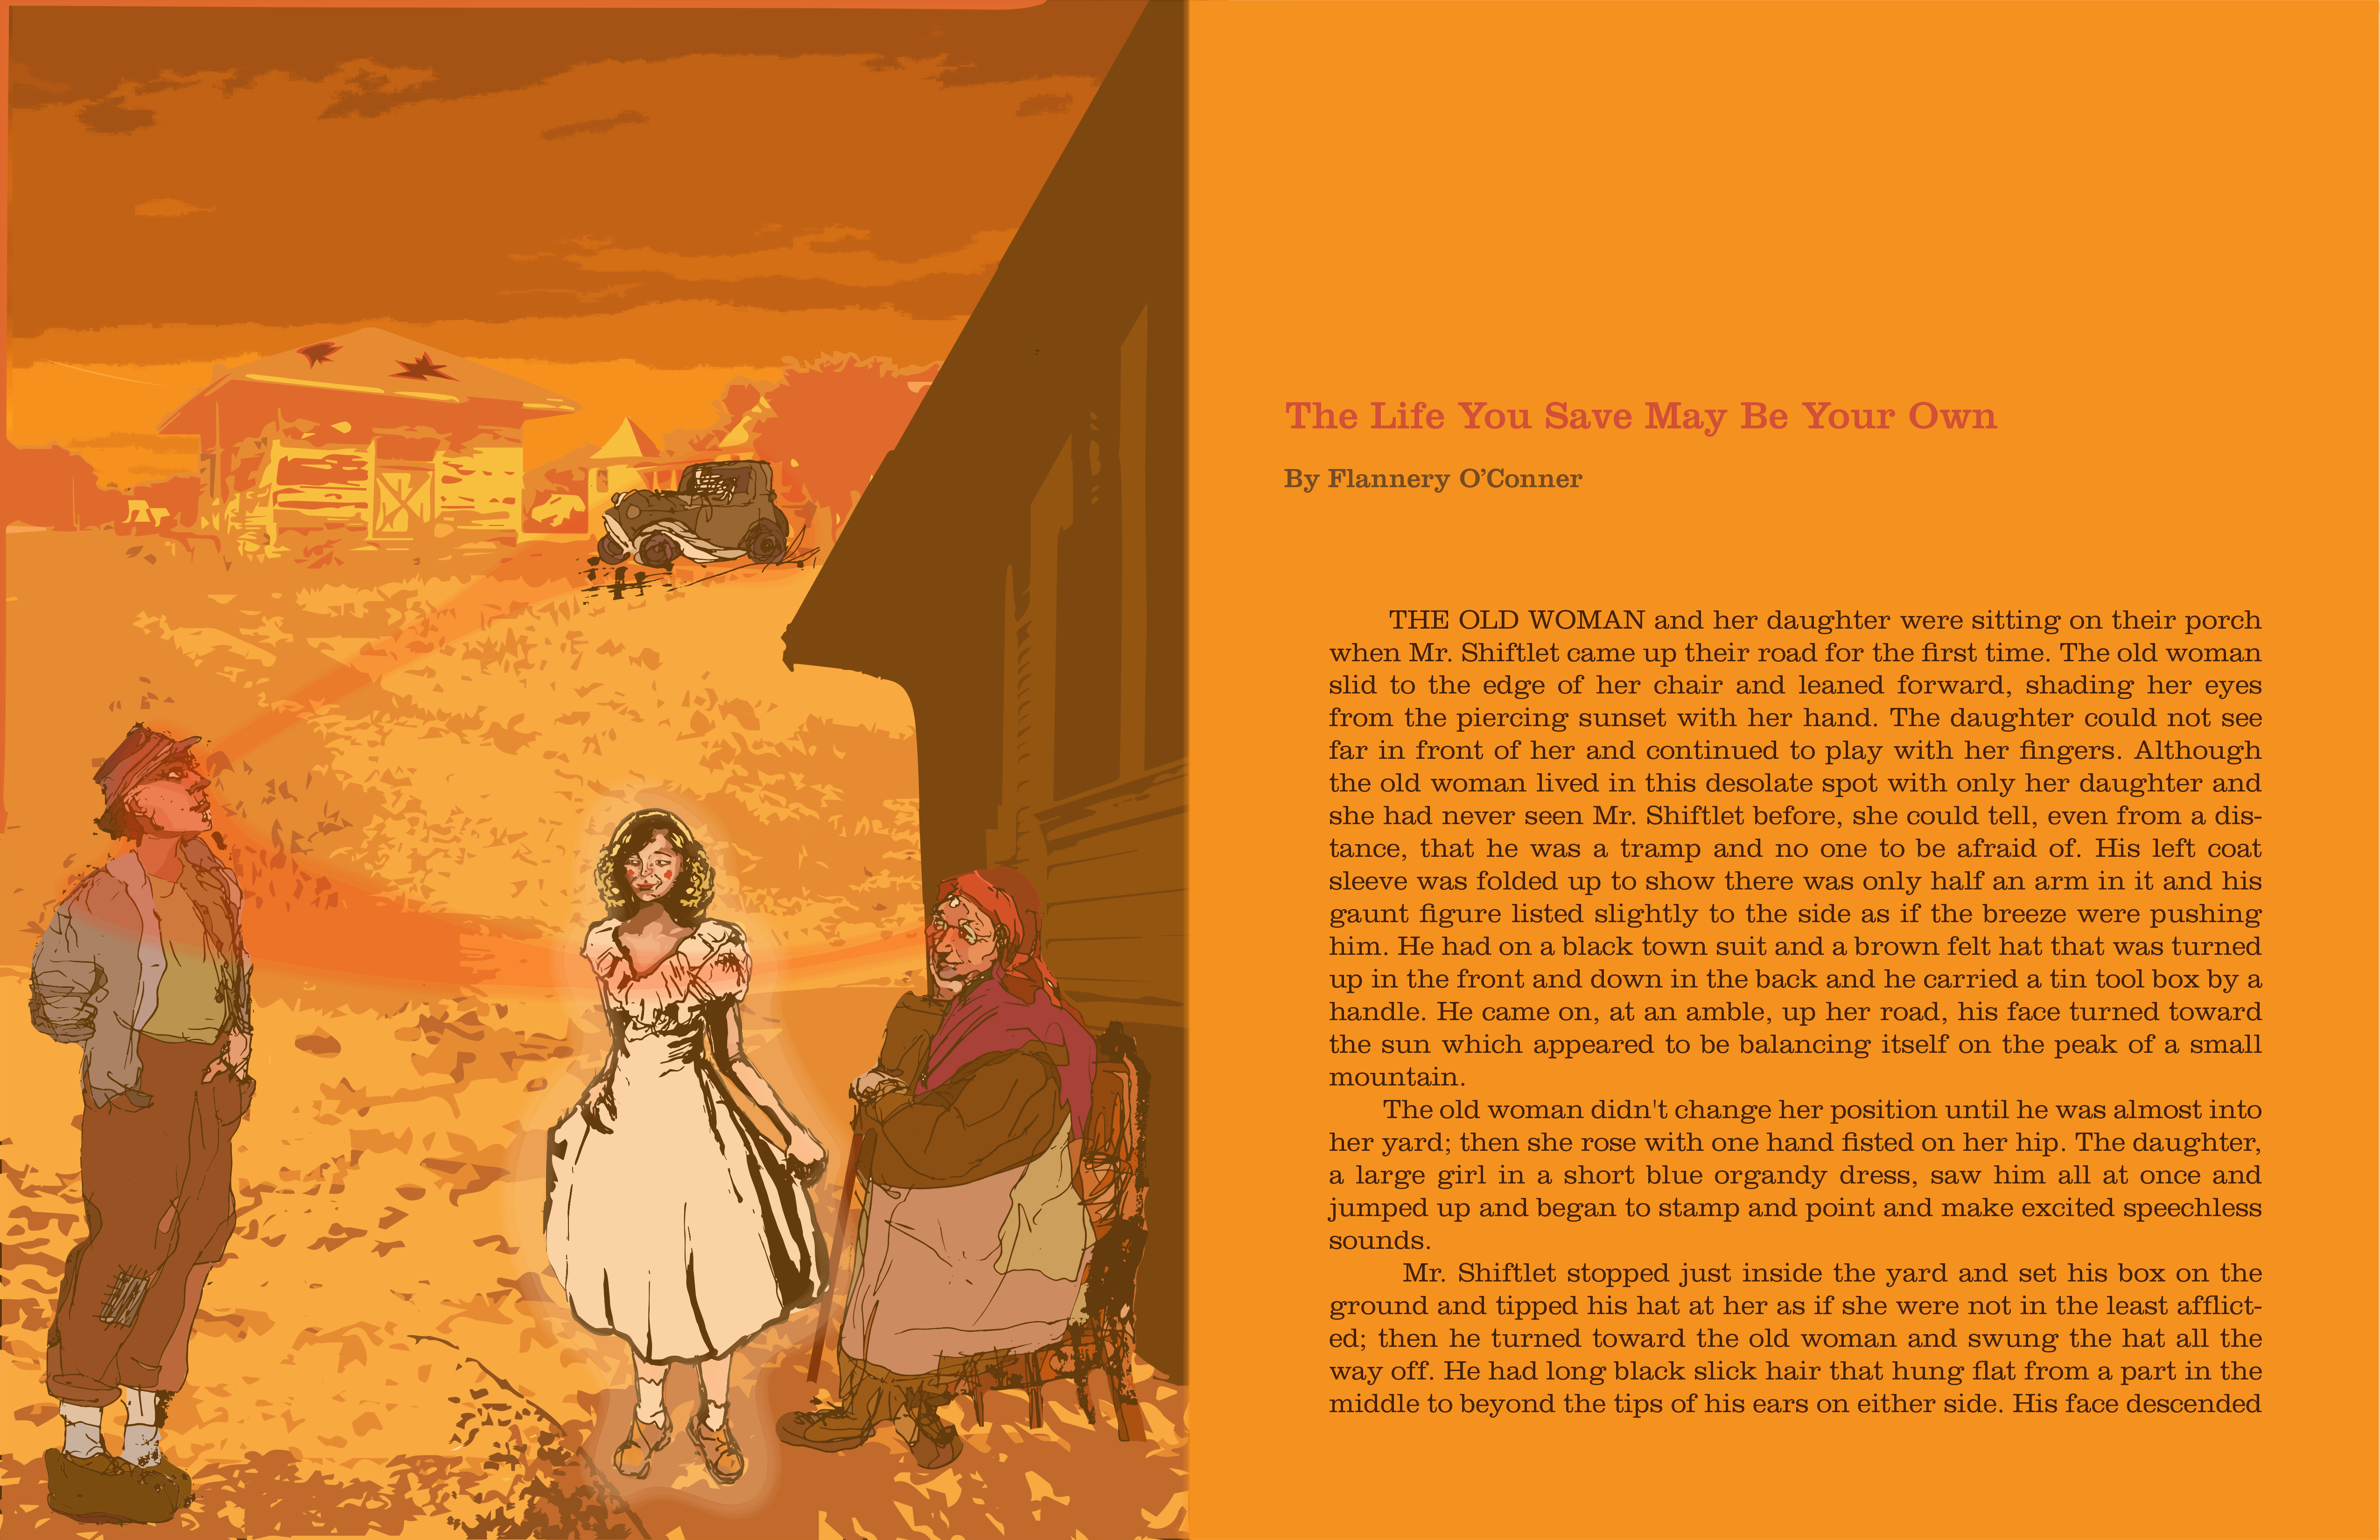 The Life You Save May Be Your Own
By Flannery O’Conner
THE OLD WOMAN and her daughter were sitting on their porch
when Mr. Shiftlet came up their road for the first time. The old woman
slid to the edge of her chair and leaned forward, shading her eyes
from the piercing sunset with her hand. The daughter could not see
far in front of her and continued to play with her fingers. Although
the old woman lived in this desolate spot with only her daughter and
she had never seen Mr. Shiftlet before, she could tell, even from a dis-
tance, that he was a tramp and no one to be afraid of. His left coat
sleeve was folded up to show there was only half an arm in it and his
gaunt figure listed slightly to the side as if the breeze were pushing
him. He had on a black town suit and a brown felt hat that was turned
up in the front and down in the back and he carried a tin tool box by a
handle. He came on, at an amble, up her road, his face turned toward
the sun which appeared to be balancing itself on the peak of a small
mountain.
The old woman didn't change her position until he was almost into
her yard; then she rose with one hand fisted on her hip. The daughter,
a large girl in a short blue organdy dress, saw him all at once and
jumped up and began to stamp and point and make excited speechless
sounds.
Mr. Shiftlet stopped just inside the yard and set his box on the
ground and tipped his hat at her as if she were not in the least afflict-
ed; then he turned toward the old woman and swung the hat all the
way off. He had long black slick hair that hung flat from a part in the
middle to beyond the tips of his ears on either side. His face descended